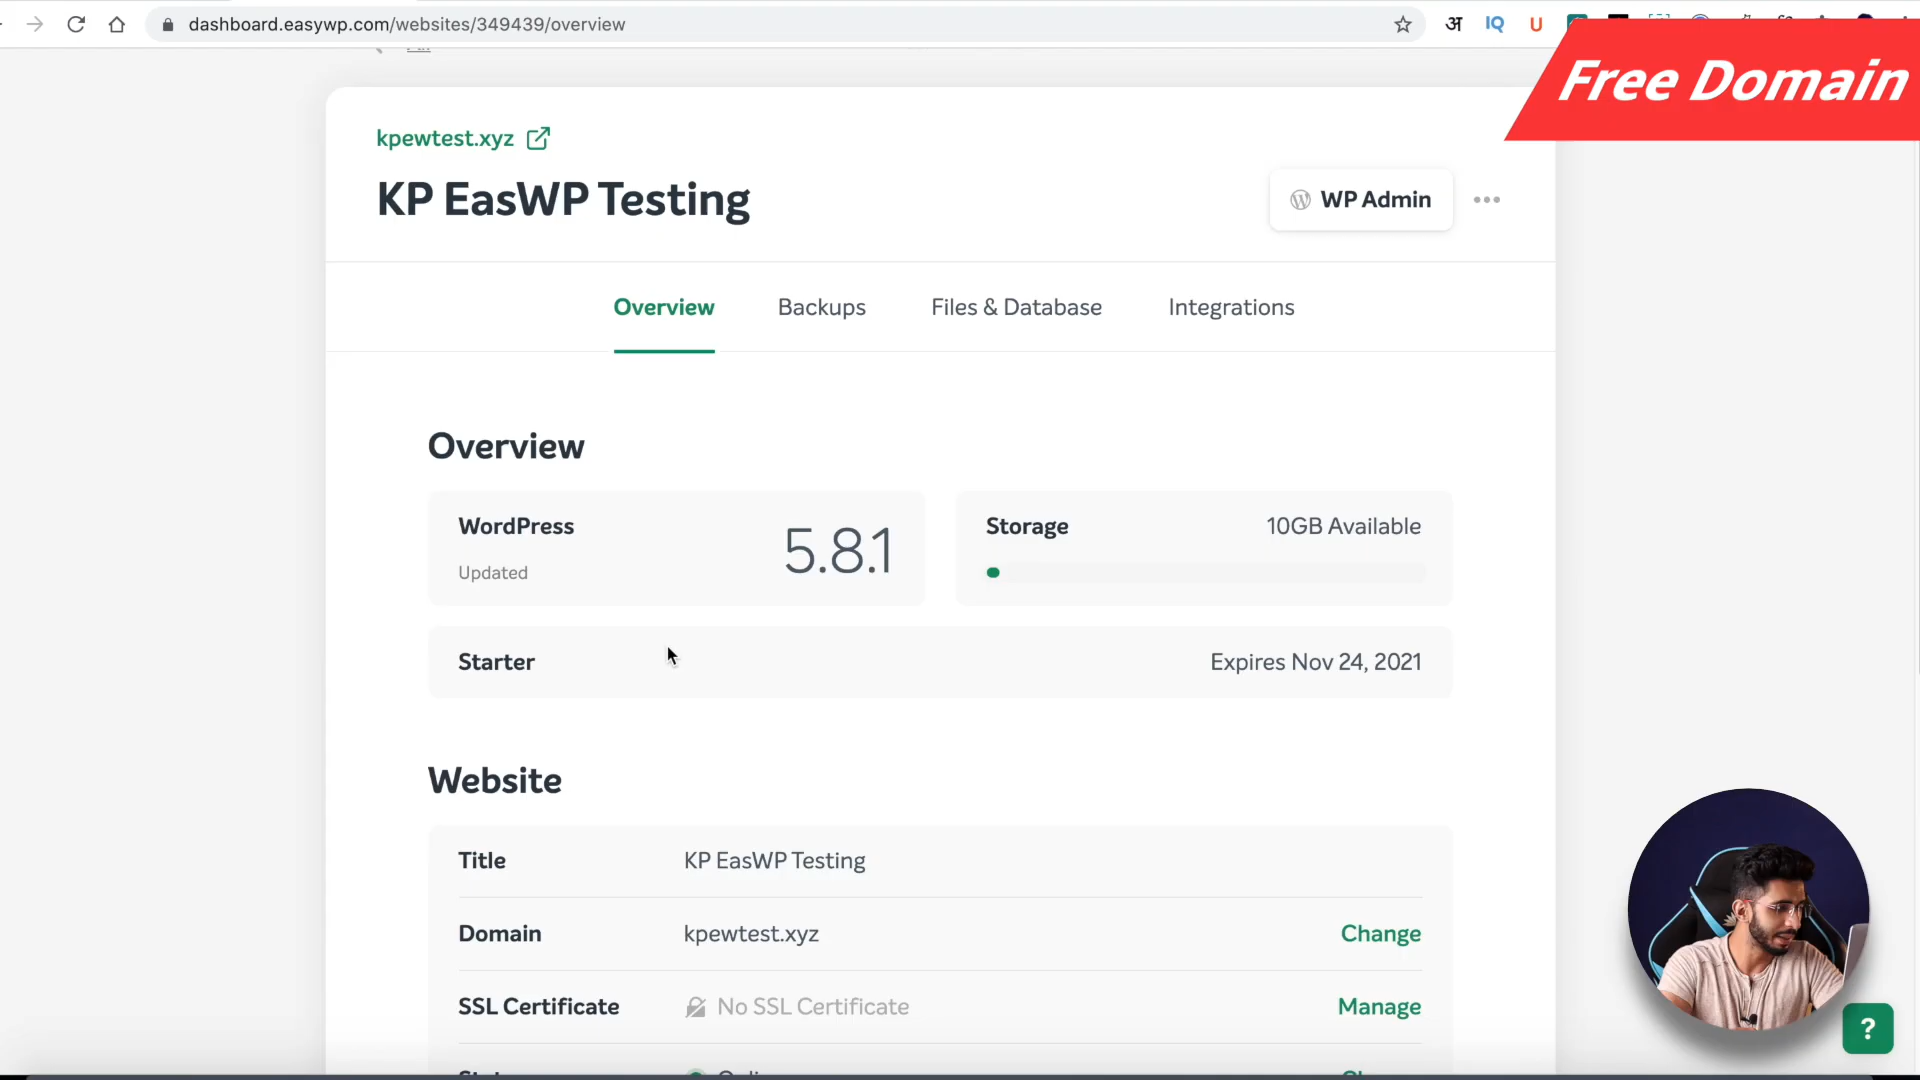 dashboard.easywp.com/websites/349439/overview
अ IQ U
Free Domain
kpewtest.xyz
KP EasWP Testing
WP Admin
Overview Backups Files & Database Integrations
Overview
WordPress
Updated
5.8.1
Storage 10GB Available
Starter Expires Nov 24, 2021
Website
Title KP EasWP Testing
Domain kpewtest.xyz Change
SSL Certificate No SSL Certificate Manage
?